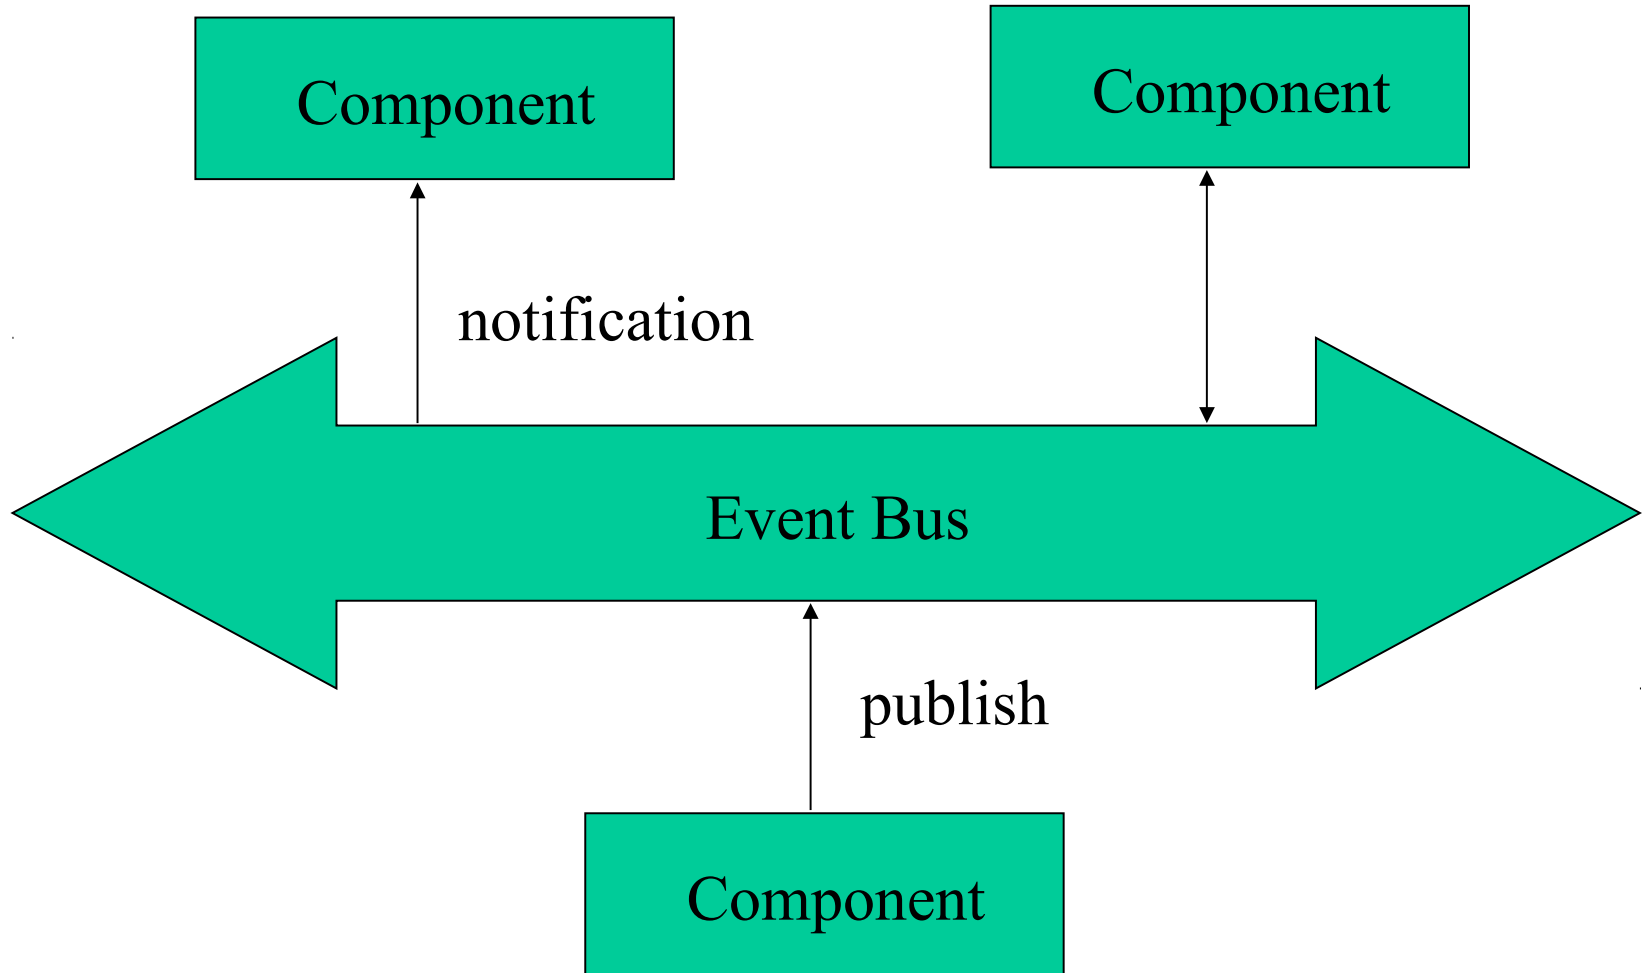 Component
Component
notification
Event Bus
publish
Component